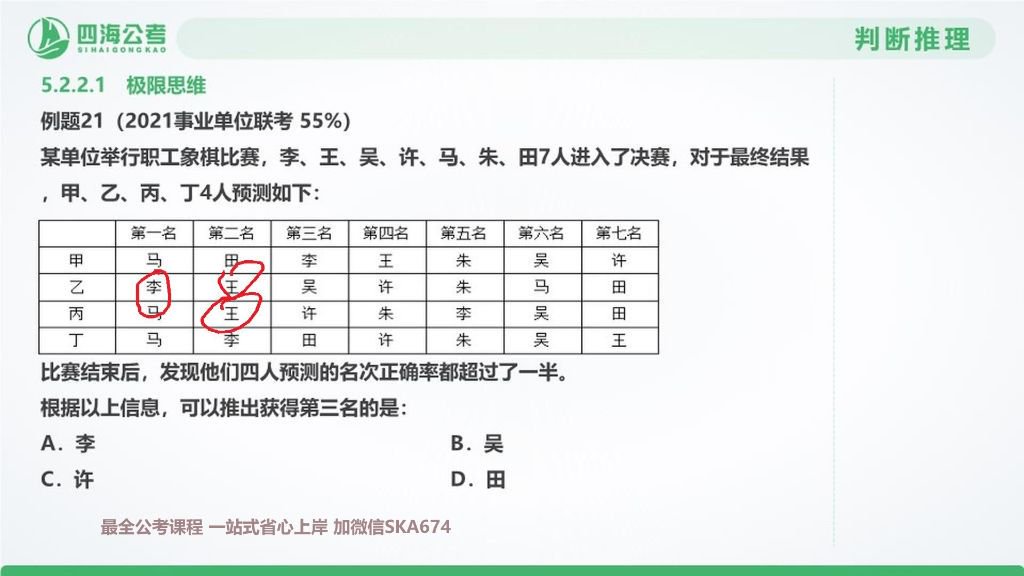 四海公考
SIHAIGONGKAO
判断推理
5.2.2.1 极限思维
例题21（2021事业单位联考 55%）
某单位举行职工象棋比赛，李、王、吴、许、马、朱、田7人进入了决赛，对于最终结果
，甲、乙、丙、丁4人预测如下：
第一名 第二名 第三名 第四名 第五名 第六名 第七名
甲 马 田 李 王 朱 吴 许
乙 李 王 吴 许 朱 马 田
丙 马 王 许 朱 李 吴 田
丁 马 李 田 许 朱 吴 王
比赛结束后，发现他们四人预测的名次正确率都超过了一半。
根据以上信息，可以推出获得第三名的是：
A. 李 B. 吴
C. 许 D. 田
最全公考课程 一站式省心上岸 加微信SKA674